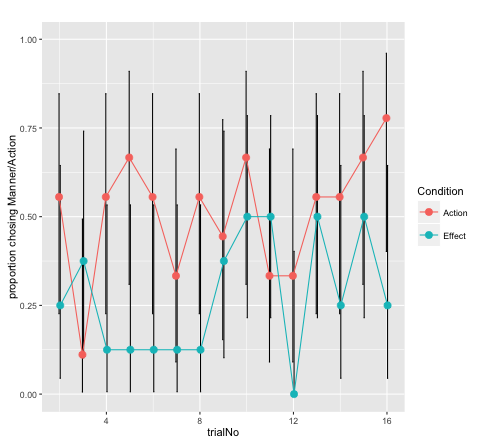 1.00
0.75
0.50
0.25
0.00
proportion chosing Manner/Action
4
8
12
16
trialNo
Condition
Action
Effect